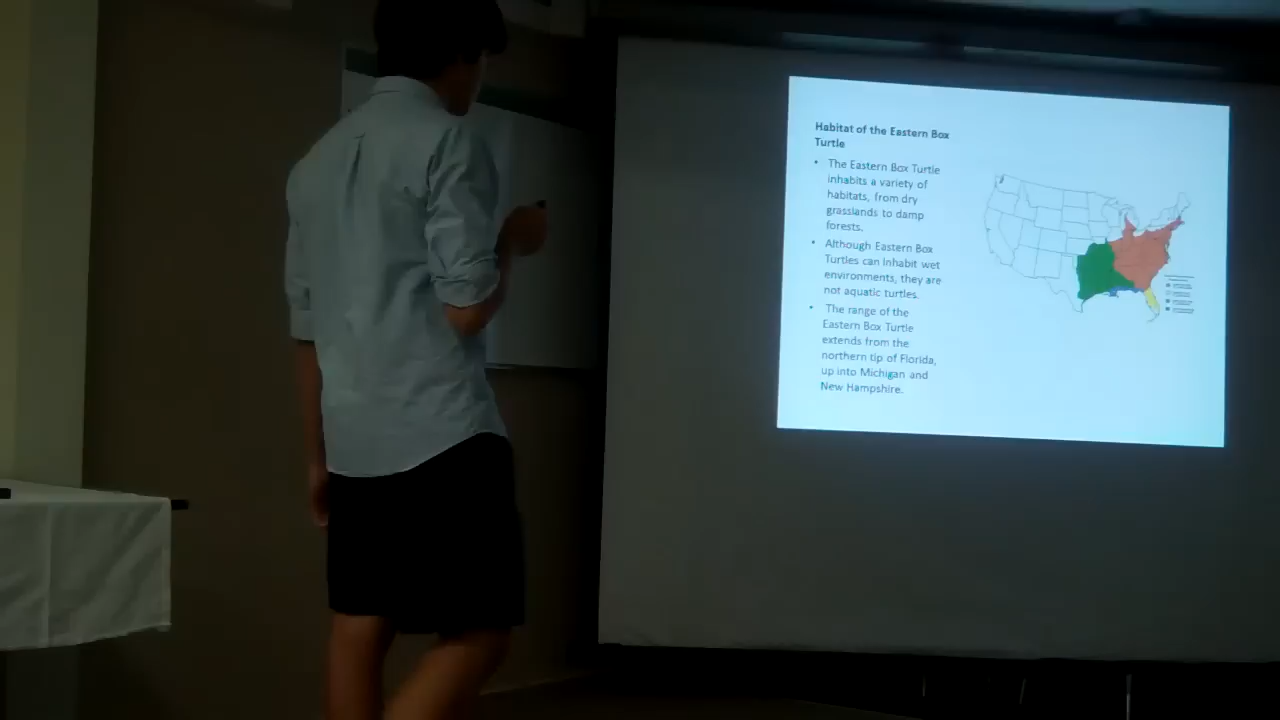 Habitat of the Eastern Box
Turtle
• The Eastern Box Turtle
inhabits a variety of
habitats, from dry
grasslands to damp
forests.
• Although Eastern Box
Turtles can inhabit wet
environments, they are
not aquatic turtles.
• The range of the
Eastern Box Turtle
extends from the
northern tip of Florida,
up into Michigan and
New Hampshire.